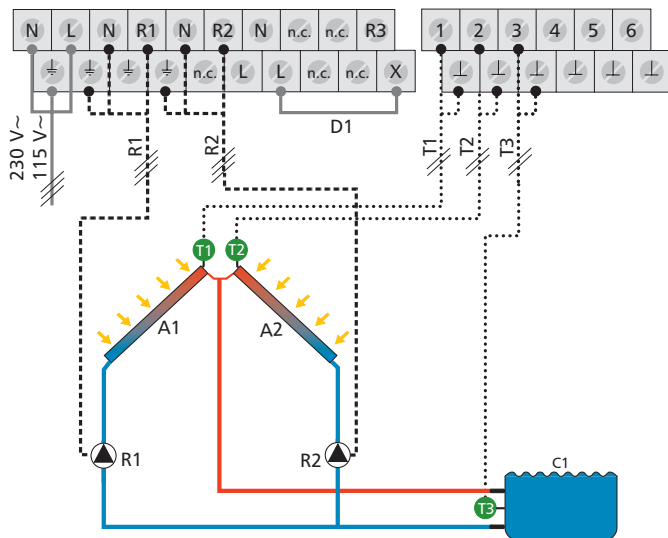 N L N R1 N R2 N n.c. n.c. R3
n.c. L L n.c. n.c. X
1 2 3 4 5 6
D1
230 V~
115 V~
R1
R2
T1
T2
T3
T1 T2
A1 A2
R1 R2
C1
T3